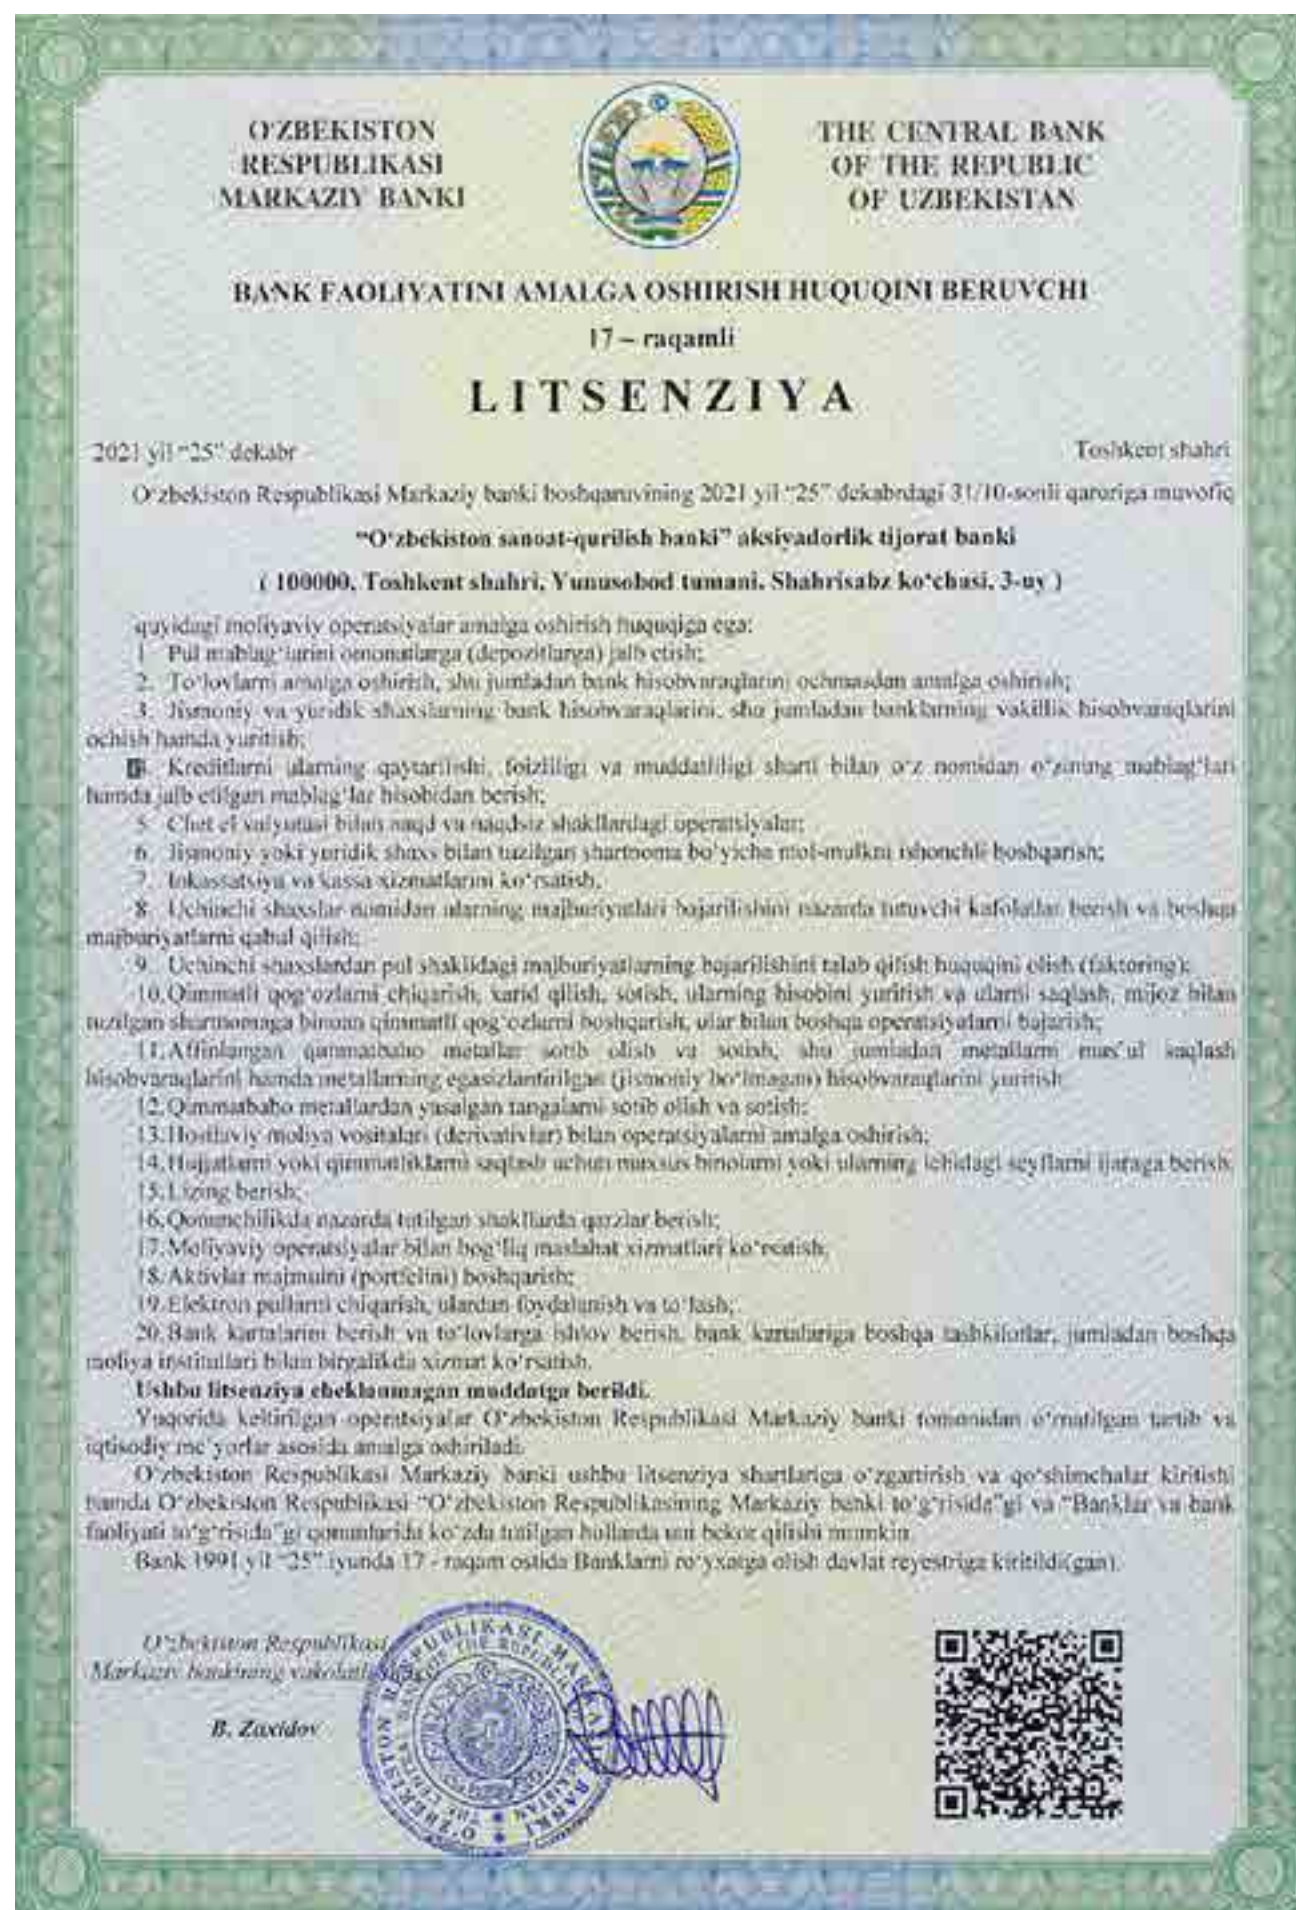 O‘ZBEKISTON
RESPUBLIKASI
MARKAZIY BANKI
THE CENTRAL BANK
OF THE REPUBLIC
OF UZBEKISTAN
BANK FAOLIYATINI AMALGA OSHIRISH HUQUQINI BERUVCHI
17 – raqamli
LITSENZIYA
2021 yil “25” dekabr
Toshkent shahri
O‘zbekiston Respublikasi Markaziy banki boshqaruvining 2021 yil “25” dekabrdagi 31/10-sonli qaroriga muvofiq
“O‘zbekiston sanoat-qurilish banki” aksiyadorlik tijorat banki
( 100000, Toshkent shahri, Yunusobod tumani, Shahrisabz ko‘chasi, 3-uy )
quyidagi moliyaviy operatsiyalar amalga oshirish huquqiga ega:
1. Pul mablag‘larini omonatlarga (depozitlarga) jalb etish;
2. To‘lovlarni amalga oshirish, shu jumladan bank hisobvaraqlarini ochmasdan amalga oshirish;
3. Jismoniy va yuridik shaxslarning bank hisobvaraqlarini, shu jumladan banklarning vakillik hisobvaraqlarini
ochish hamda yuritish;
4. Kreditlarni ularning qaytarilishi, foizliligi va muddatliligi sharti bilan o‘z nomidan o‘zining mablag‘lari
hamda jalb etilgan mablag‘lar hisobidan berish;
5. Chet el valyutasi bilan naqd va naqdsiz shakllardagi operatsiyalar;
6. Jismoniy yoki yuridik shaxs bilan tuzilgan shartnoma bo‘yicha mol-mulkni ishonchli boshqarish;
7. Inkassatsiya va kassa xizmatlarini ko‘rsatish;
8. Uchinchi shaxslar nomidan ularning majburiyatlari bajarilishini nazarda tutuvchi kafolatlar berish va boshqa
majburiyatlarni qabul qilish;
9. Uchinchi shaxslardan pul shaklidagi majburiyatlarning bajarilishini talab qilish huquqini olish (faktoring);
10. Qimmatli qog‘ozlarni chiqarish, xarid qilish, sotish, ularning hisobini yuritish va ularni saqlash, mijoz bilan
tuzilgan shartnomaga binoan qimmatli qog‘ozlarni boshqarish, ular bilan boshqa operatsiyalarni bajarish;
11. Affinlangan qimmatbaho metallar sotib olish va sotish, shu jumladan metallarni mas’ul saqlash
hisobvaraqlarini hamda metallarning egasizlantirilgan (jismoniy bo‘lmagan) hisobvaraqlarini yuritish
12. Qimmatbaho metallardan yasalgan tangalarni sotib olish va sotish;
13. Hosilaviy moliya vositalari (derivativlar) bilan operatsiyalarni amalga oshirish;
14. Hujjatlarni yoki qimmatliklarni saqlash uchun maxsus binolarni yoki ularning ichidagi seyflarni ijaraga berish;
15. Lizing berish;
16. Qonunchilikda nazarda tutilgan shakllarda qarzlar berish;
17. Moliyaviy operatsiyalar bilan bog‘liq maslahat xizmatlari ko‘rsatish;
18. Aktivlar majmuini (portfelini) boshqarish;
19. Elektron pullarni chiqarish, ulardan foydalanish va to‘lash;
20. Bank kartalarini berish va to‘lovlarga ishlov berish, bank kartalariga boshqa tashkilotlar, jumladan boshqa
moliya institutlari bilan birgalikda xizmat ko‘rsatish.
Ushbu litsenziya cheklanmagan muddatga berildi.
Yuqorida keltirilgan operatsiyalar O‘zbekiston Respublikasi Markaziy banki tomonidan o‘rnatilgan tartib va
iqtisodiy me’yorlar asosida amalga oshiriladi.
O‘zbekiston Respublikasi Markaziy banki ushbu litsenziya shartlariga o‘zgartirish va qo‘shimchalar kiritishi
hamda O‘zbekiston Respublikasi “O‘zbekiston Respublikasining Markaziy banki to‘g‘risida”gi va “Banklar va bank
faoliyati to‘g‘risida”gi qonunlarida ko‘zda tutilgan hollarda uni bekor qilishi mumkin.
Bank 1991 yil “25” iyunda 17 - raqam ostida Banklarni ro‘yxatga olish davlat reyestriga kiritildi(gan).
O‘zbekiston Respublikasi
Markaziy bankining
B. Zaxidov